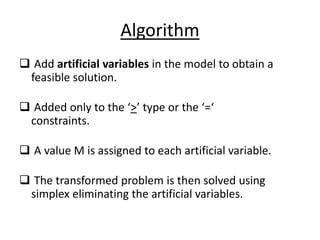 Algorithm
❑ Add artificial variables in the model to obtain a
feasible solution.
❑ Added only to the ‘>’ type or the ‘=‘
constraints.
❑ A value M is assigned to each artificial variable.
❑ The transformed problem is then solved using
simplex eliminating the artificial variables.